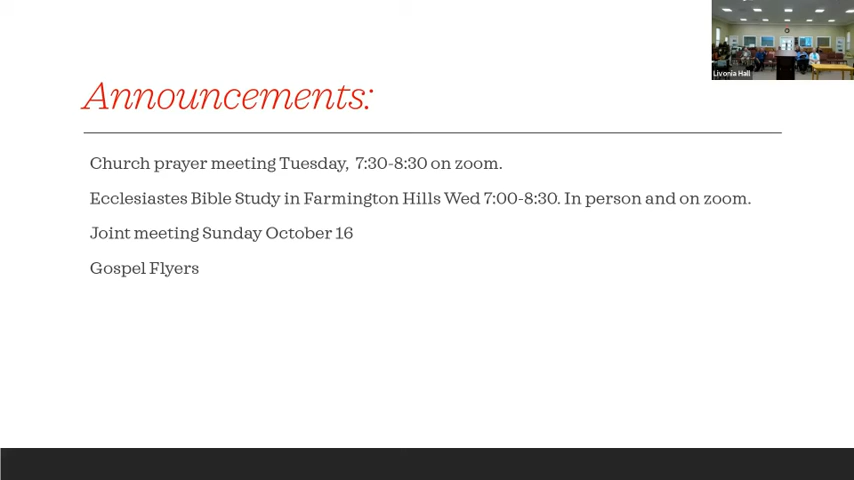 Livonia Hall
Announcements:
Church prayer meeting Tuesday,  7:30-8:30 on zoom.
Ecclesiastes Bible Study in Farmington Hills Wed 7:00-8:30. In person and on zoom.
Joint meeting Sunday October 16
Gospel Flyers